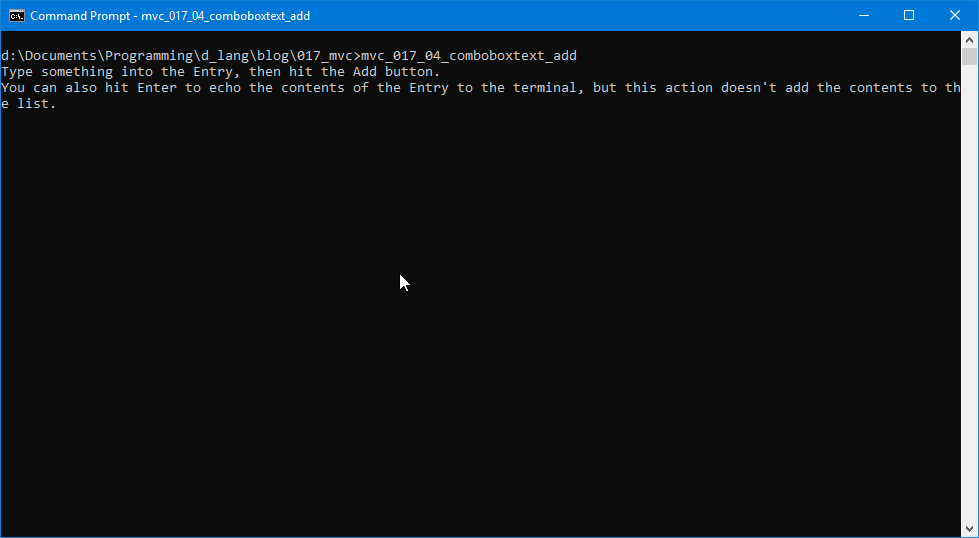 Command Prompt - mvc_017_04_comboboxtext_add
d:\Documents\Programming\d_lang\blog\017_mvc>mvc_017_04_comboboxtext_add
Type something into the Entry, then hit the Add button.
You can also hit Enter to echo the contents of the Entry to the terminal, but this action doesn't add the contents to th
e list.